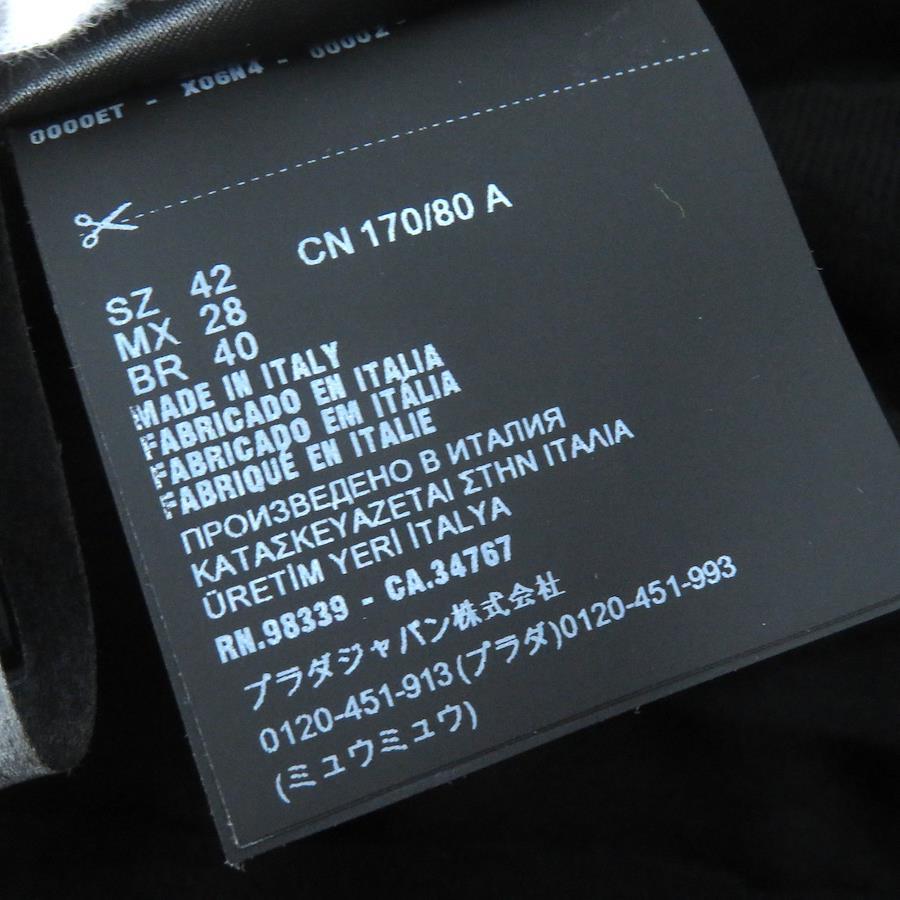 0000ET - X06N4 - 00002 -
CN 170/80 A
SZ 42
MX 28
BR 40
MADE IN ITALY
FABRICADO EN ITALIA
FABRICADO EM ITÁLIA
FABRIQUÉ EN ITALIE
ПРОИЗВЕДЕНО В ИТАЛИЯ
ΚΑΤΑΣΚΕΥΑΖΕΤΑΙ ΣΤΗΝ ΙΤΑΛΙΑ
ÜRETİM YERİ İTALYA
RN.98339 - CA.34767
プラダジャパン株式会社
0120-451-913(プラダ)0120-451-993
(ミュウミュウ)